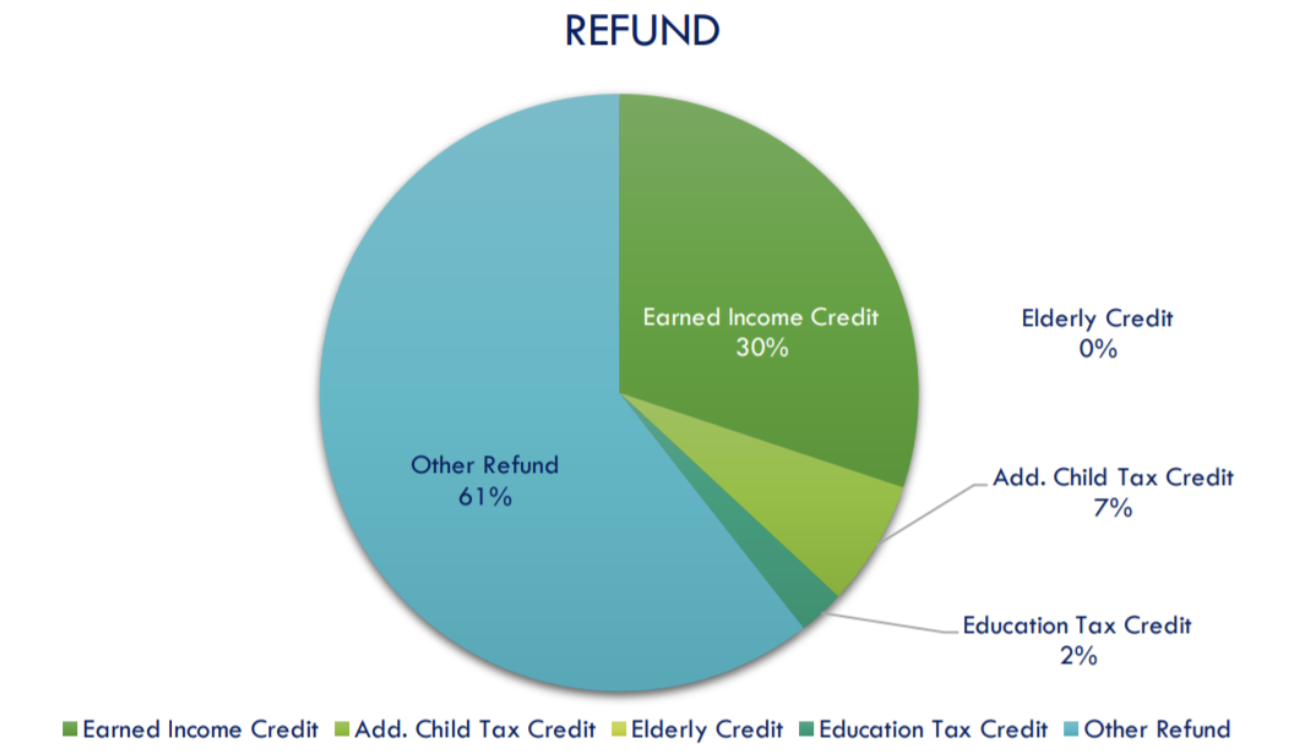 REFUND
Earned Income Credit
30%
Elderly Credit
0%
Other Refund
61%
Add. Child Tax Credit
7%
Education Tax Credit
2%
Earned Income Credit Add. Child Tax Credit Elderly Credit Education Tax Credit Other Refund